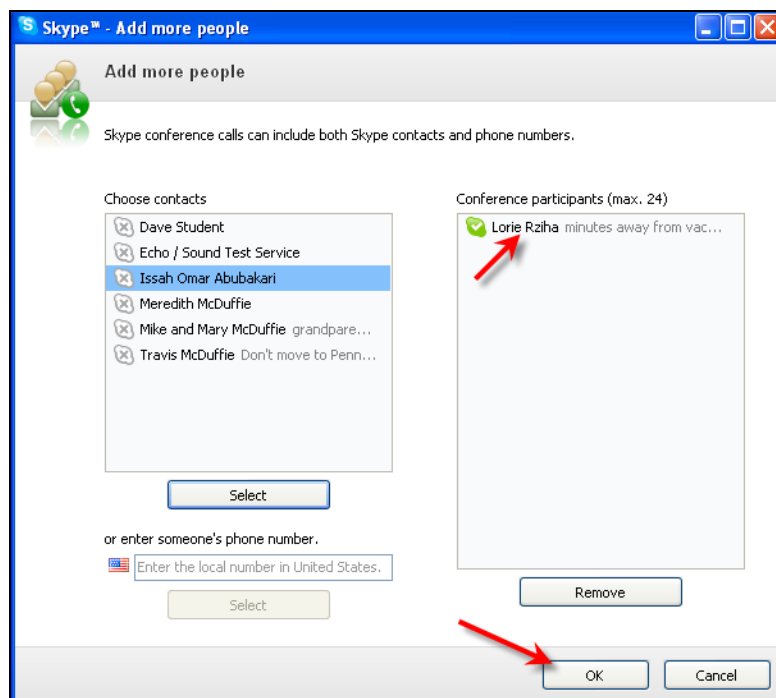 Skype™ - Add more people
Add more people
Skype conference calls can include both Skype contacts and phone numbers.
Choose contacts
Dave Student
Echo / Sound Test Service
Issah Omar Abubakari
Meredith McDuffie
Mike and Mary McDuffie grandpare...
Travis McDuffie Don't move to Penn...
Select
or enter someone's phone number.
Enter the local number in United States.
Select
Conference participants (max. 24)
Lorie Rziha minutes away from vac...
Remove
OK
Cancel